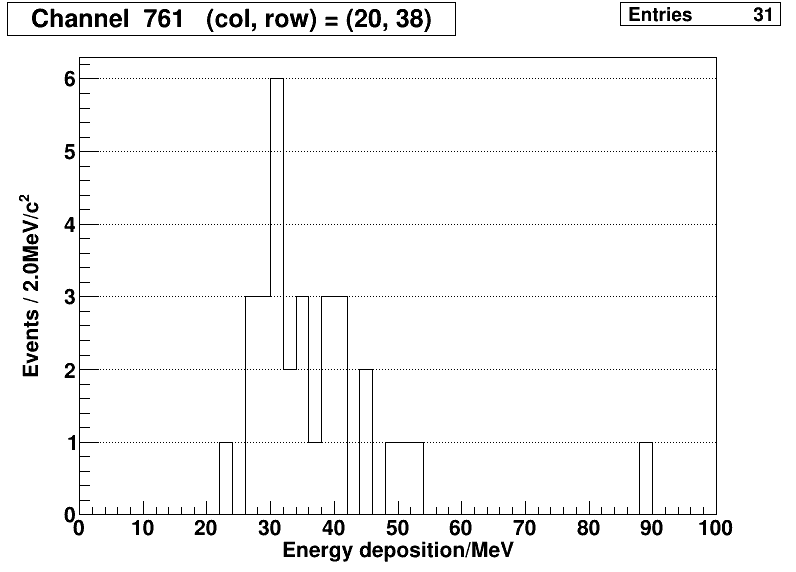 Channel  761   (col, row) = (20, 38)
Entries 31
Events / 2.0MeV/c²
6
5
4
3
2
1
0
0 10 20 30 40 50 60 70 80 90 100
Energy deposition/MeV